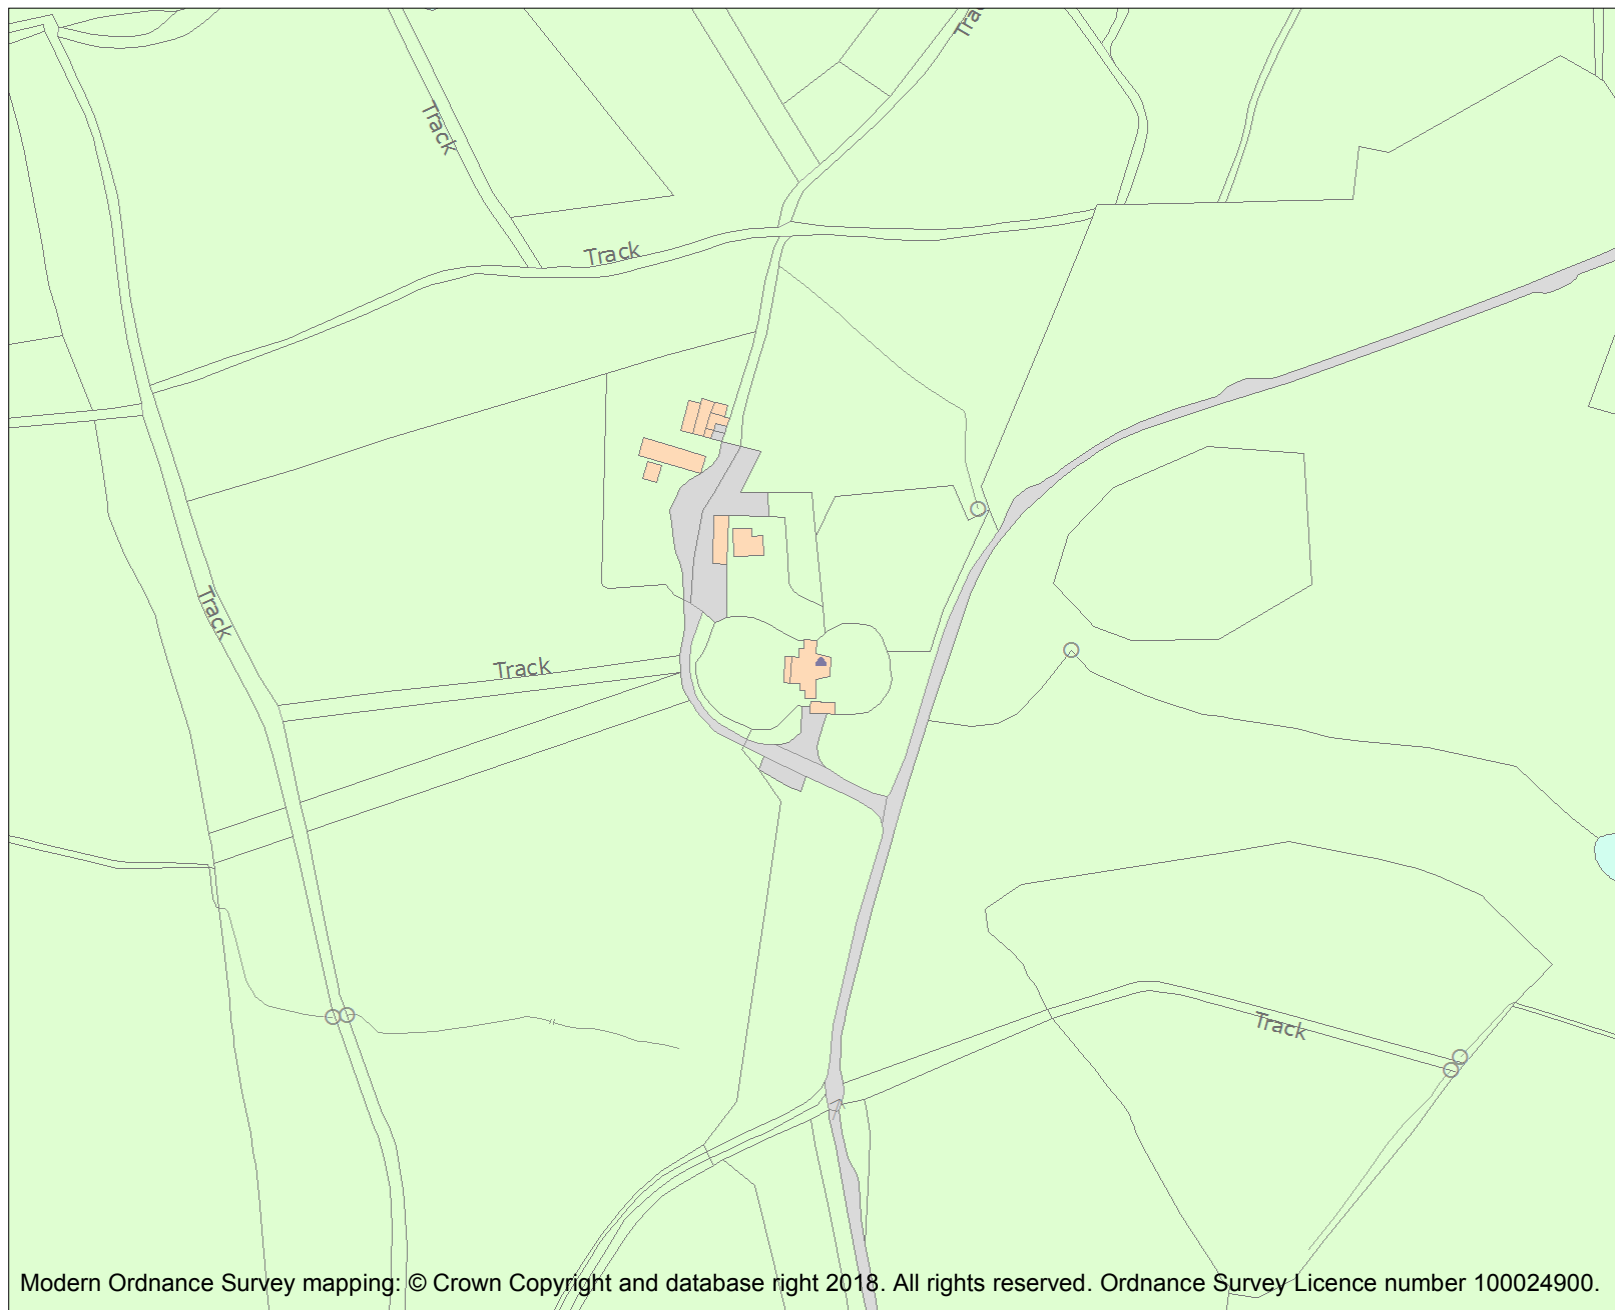 Tra
Track
Track
Track
Track
Track
Modern Ordnance Survey mapping: © Crown Copyright and database right 2018. All rights reserved. Ordnance Survey Licence number 100024900.